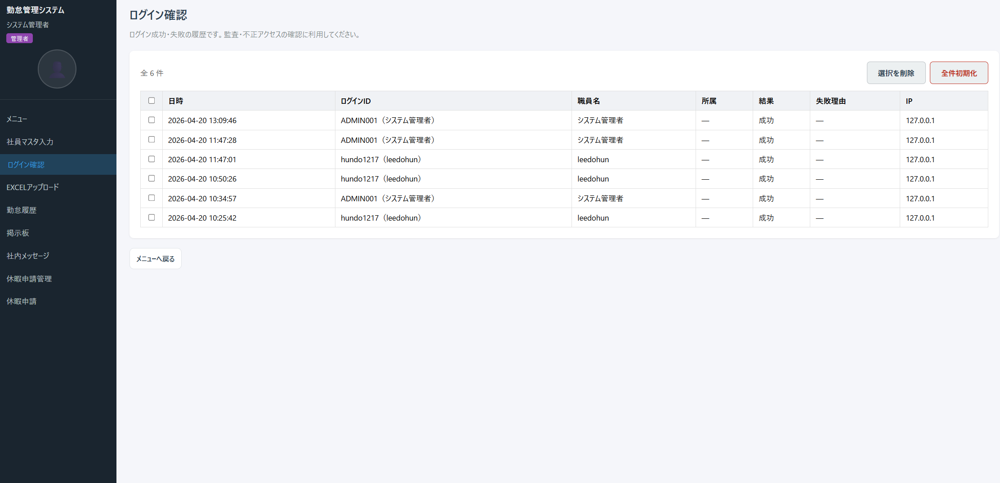 勤怠管理システム
システム管理者
管理者
メニュー
社員マスタ入力
ログイン確認
EXCELアップロード
勤怠履歴
掲示板
社内メッセージ
休暇申請管理
休暇申請
ログイン確認
ログイン成功・失敗の履歴です。監査・不正アクセスの確認に利用してください。
全 6 件
選択を削除 全件初期化
日時 ログインID 職員名 所属 結果 失敗理由 IP
2026-04-20 13:09:46 ADMIN001（システム管理者） システム管理者 — 成功 — 127.0.0.1
2026-04-20 11:47:28 ADMIN001（システム管理者） システム管理者 — 成功 — 127.0.0.1
2026-04-20 11:47:01 hundo1217（leedohun） leedohun — 成功 — 127.0.0.1
2026-04-20 10:50:26 hundo1217（leedohun） leedohun — 成功 — 127.0.0.1
2026-04-20 10:34:57 ADMIN001（システム管理者） システム管理者 — 成功 — 127.0.0.1
2026-04-20 10:25:42 hundo1217（leedohun） leedohun — 成功 — 127.0.0.1
メニューへ戻る